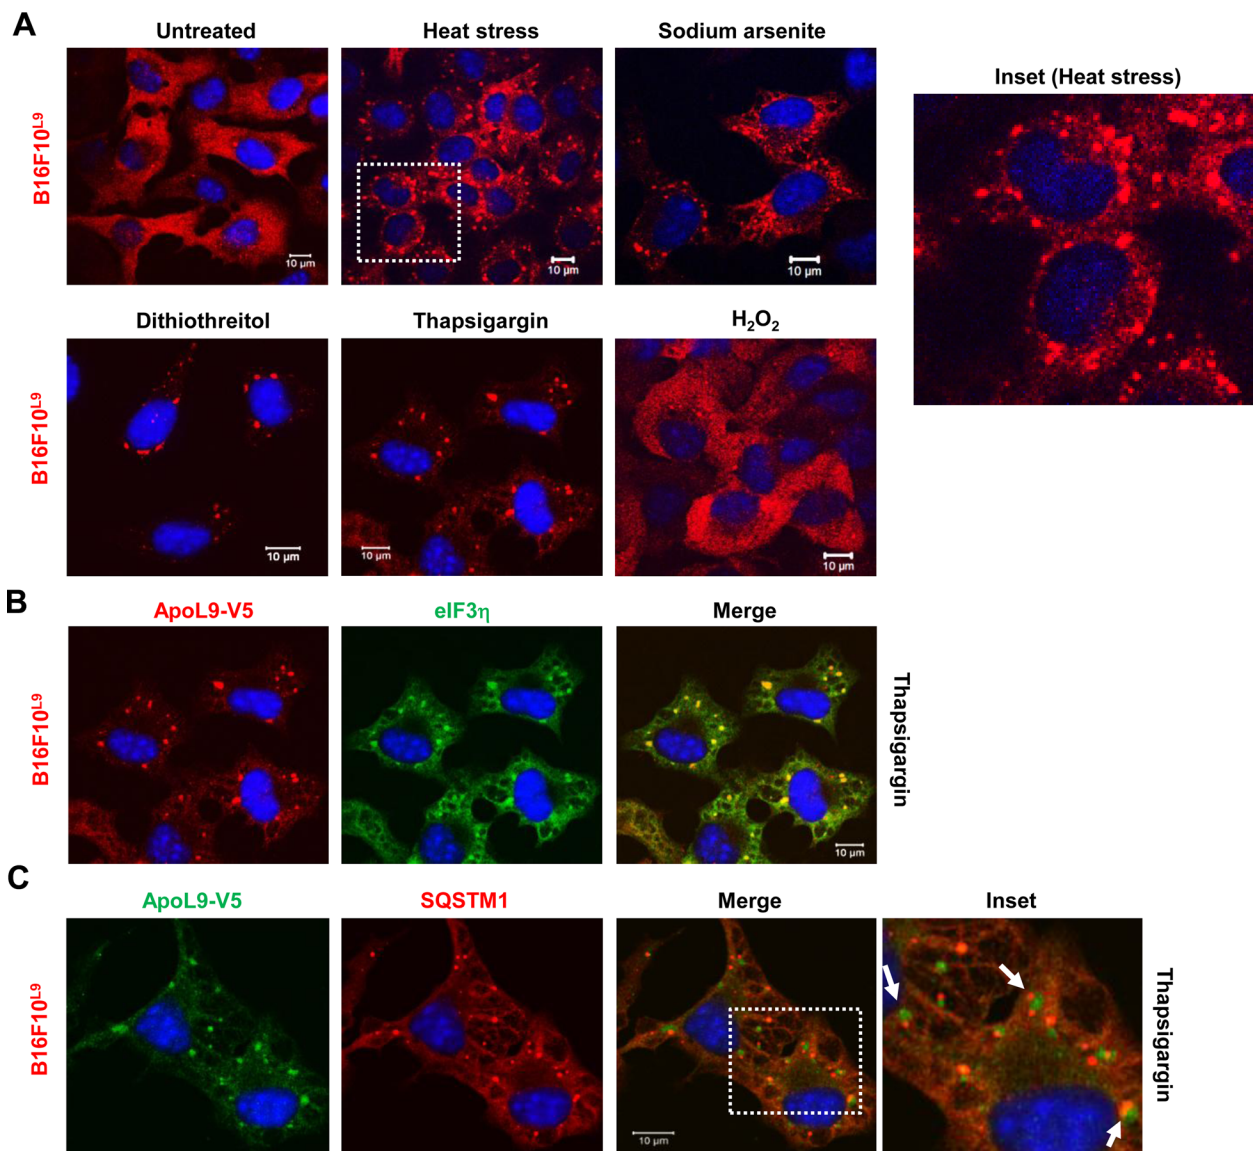 A
Untreated
Heat stress
Sodium arsenite
Inset (Heat stress)
B16F10ᴸ⁹
10 µm
10 µm
10 µm
Dithiothreitol
Thapsigargin
H₂O₂
B16F10ᴸ⁹
10 µm
10 µm
10 µm
B
ApoL9-V5
eIF3η
Merge
B16F10ᴸ⁹
Thapsigargin
10 µm
C
ApoL9-V5
SQSTM1
Merge
Inset
B16F10ᴸ⁹
Thapsigargin
10 µm